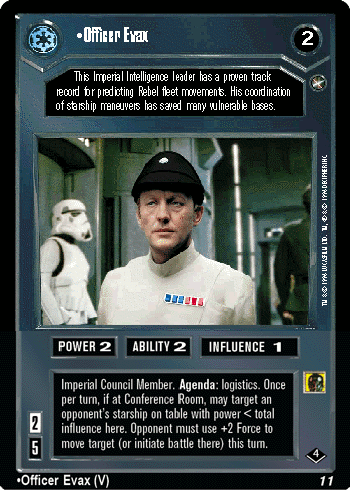 •Officer Evax
2
This Imperial Intelligence leader has a proven track
record for predicting Rebel fleet movements. His coordination
of starship maneuvers has saved many vulnerable bases.
POWER 2
ABILITY 2
INFLUENCE 1
Imperial Council Member. Agenda: logistics. Once
per turn, if at Conference Room, may target an
opponent's starship on table with power < total
influence here. Opponent must use +2 Force to
move target (or initiate battle there) this turn.
2
5
4
•Officer Evax (V)
11